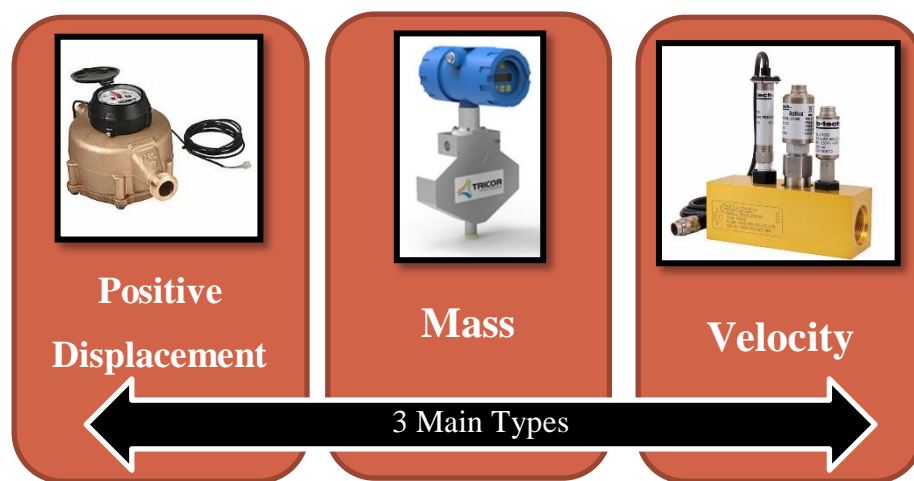 TRICOR
Positive
Displacement
Mass
Velocity
3 Main Types